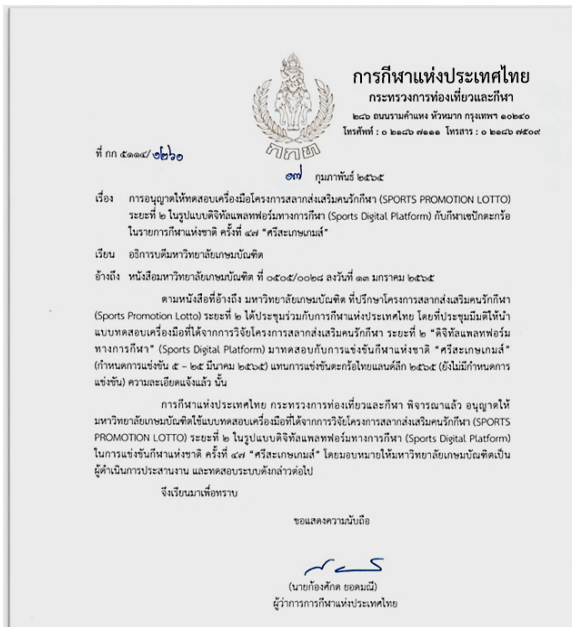 การกีฬาแห่งประเทศไทย
กระทรวงการท่องเที่ยวและกีฬา
๒๘๖ ถนนรามคำแหง หัวหมาก กรุงเทพฯ ๑๐๒๔๐
โทรศัพท์ : ๐ ๒๑๘๖ ๗๑๑๑ โทรสาร : ๐ ๒๑๘๖ ๗๕๐๙
กกท
ที่ กก ๕๑๑๔/๑๒๖๐
๑๗ กุมภาพันธ์ ๒๕๖๕
เรื่อง การอนุญาตให้ทดสอบเครื่องมือโครงการสลากส่งเสริมคนรักกีฬา (SPORTS PROMOTION LOTTO)
ระยะที่ ๒ ในรูปแบบดิจิทัลแพลทฟอร์มทางการกีฬา (Sports Digital Platform) กับกีฬาเซปักตะกร้อ
ในรายการกีฬาแห่งชาติ ครั้งที่ ๔๗ “ศรีสะเกษเกมส์”
เรียน อธิการบดีมหาวิทยาลัยเกษมบัณฑิต
อ้างถึง หนังสือมหาวิทยาลัยเกษมบัณฑิต ที่ ๐๕๐๕/๐๐๒๘ ลงวันที่ ๑๓ มกราคม ๒๕๖๕
ตามหนังสือที่อ้างถึง มหาวิทยาลัยเกษมบัณฑิต ที่ปรึกษาโครงการสลากส่งเสริมคนรักกีฬา
(Sports Promotion Lotto) ระยะที่ ๒ ได้ประชุมร่วมกับการกีฬาแห่งประเทศไทย โดยที่ประชุมมีมติให้นำ
แบบทดสอบเครื่องมือที่ได้จากการวิจัยโครงการสลากส่งเสริมคนรักกีฬา ระยะที่ ๒ “ดิจิทัลแพลทฟอร์ม
ทางการกีฬา” (Sports Digital Platform) มาทดสอบกับการแข่งขันกีฬาแห่งชาติ “ศรีสะเกษเกมส์”
(กำหนดการแข่งขัน ๕ – ๒๕ มีนาคม ๒๕๖๕) แทนการแข่งขันตะกร้อไทยแลนด์ลีก ๒๕๖๕ (ยังไม่มีกำหนดการ
แข่งขัน) ความละเอียดแจ้งแล้ว นั้น
การกีฬาแห่งประเทศไทย กระทรวงการท่องเที่ยวและกีฬา พิจารณาแล้ว อนุญาตให้
มหาวิทยาลัยเกษมบัณฑิตใช้แบบทดสอบเครื่องมือที่ได้จากการวิจัยโครงการสลากส่งเสริมคนรักกีฬา (SPORTS
PROMOTION LOTTO) ระยะที่ ๒ ในรูปแบบดิจิทัลแพลทฟอร์มทางการกีฬา (Sports Digital Platform)
ในการแข่งขันกีฬาแห่งชาติ ครั้งที่ ๔๗ “ศรีสะเกษเกมส์” โดยมอบหมายให้มหาวิทยาลัยเกษมบัณฑิตเป็น
ผู้ดำเนินการประสานงาน และทดสอบระบบดังกล่าวต่อไป
จึงเรียนมาเพื่อทราบ
ขอแสดงความนับถือ
(นายก้องศักด ยอดมณี)
ผู้ว่าการการกีฬาแห่งประเทศไทย